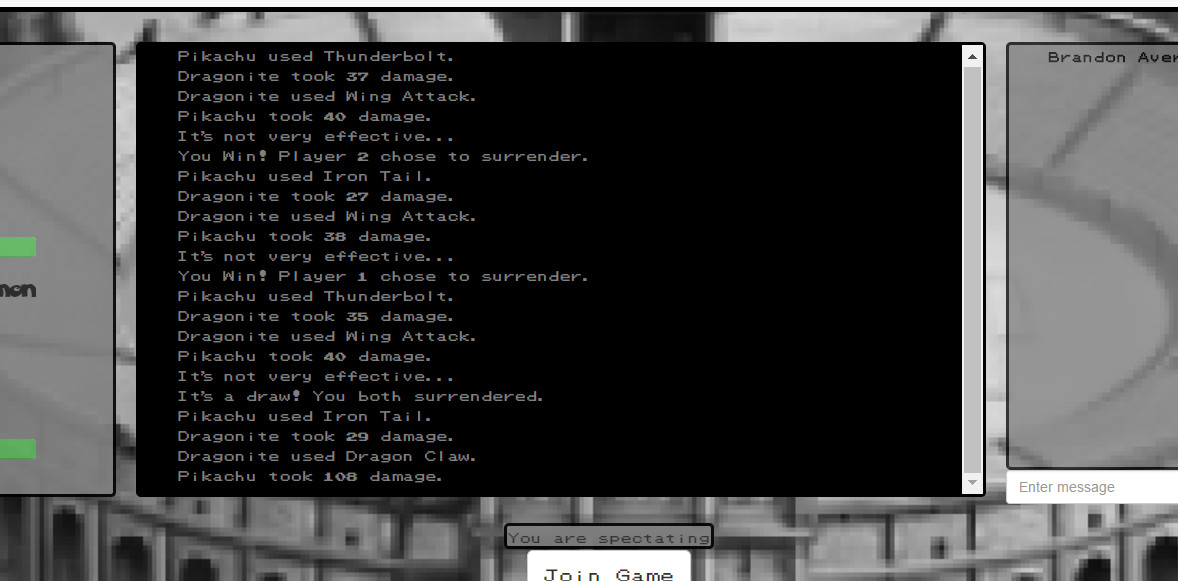 Pikachu used Thunderbolt.
Dragonite took 37 damage.
Dragonite used Wing Attack.
Pikachu took 40 damage.
It's not very effective...
You Win! Player 2 chose to surrender.
Pikachu used Iron Tail.
Dragonite took 27 damage.
Dragonite used Wing Attack.
Pikachu took 38 damage.
It's not very effective...
You Win! Player 1 chose to surrender.
Pikachu used Thunderbolt.
Dragonite took 35 damage.
Dragonite used Wing Attack.
Pikachu took 40 damage.
It's not very effective...
It's a draw! You both surrendered.
Pikachu used Iron Tail.
Dragonite took 29 damage.
Dragonite used Dragon Claw.
Pikachu took 108 damage.
Brandon
Enter message
You are spectating
Join Game